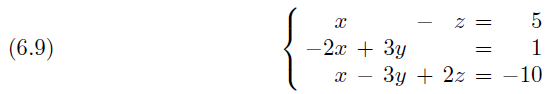 x − z = 5
(6.9) −2x + 3y = 1
x − 3y + 2z = −10